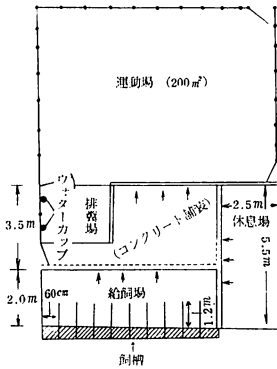 運動場 (200㎡)
ウォーターカップ
排糞場
(コンクリート舗装)
2.5m
休息場
5.5m
3.5m
2.0m
60cm
給飼場
1.2m
飼槽